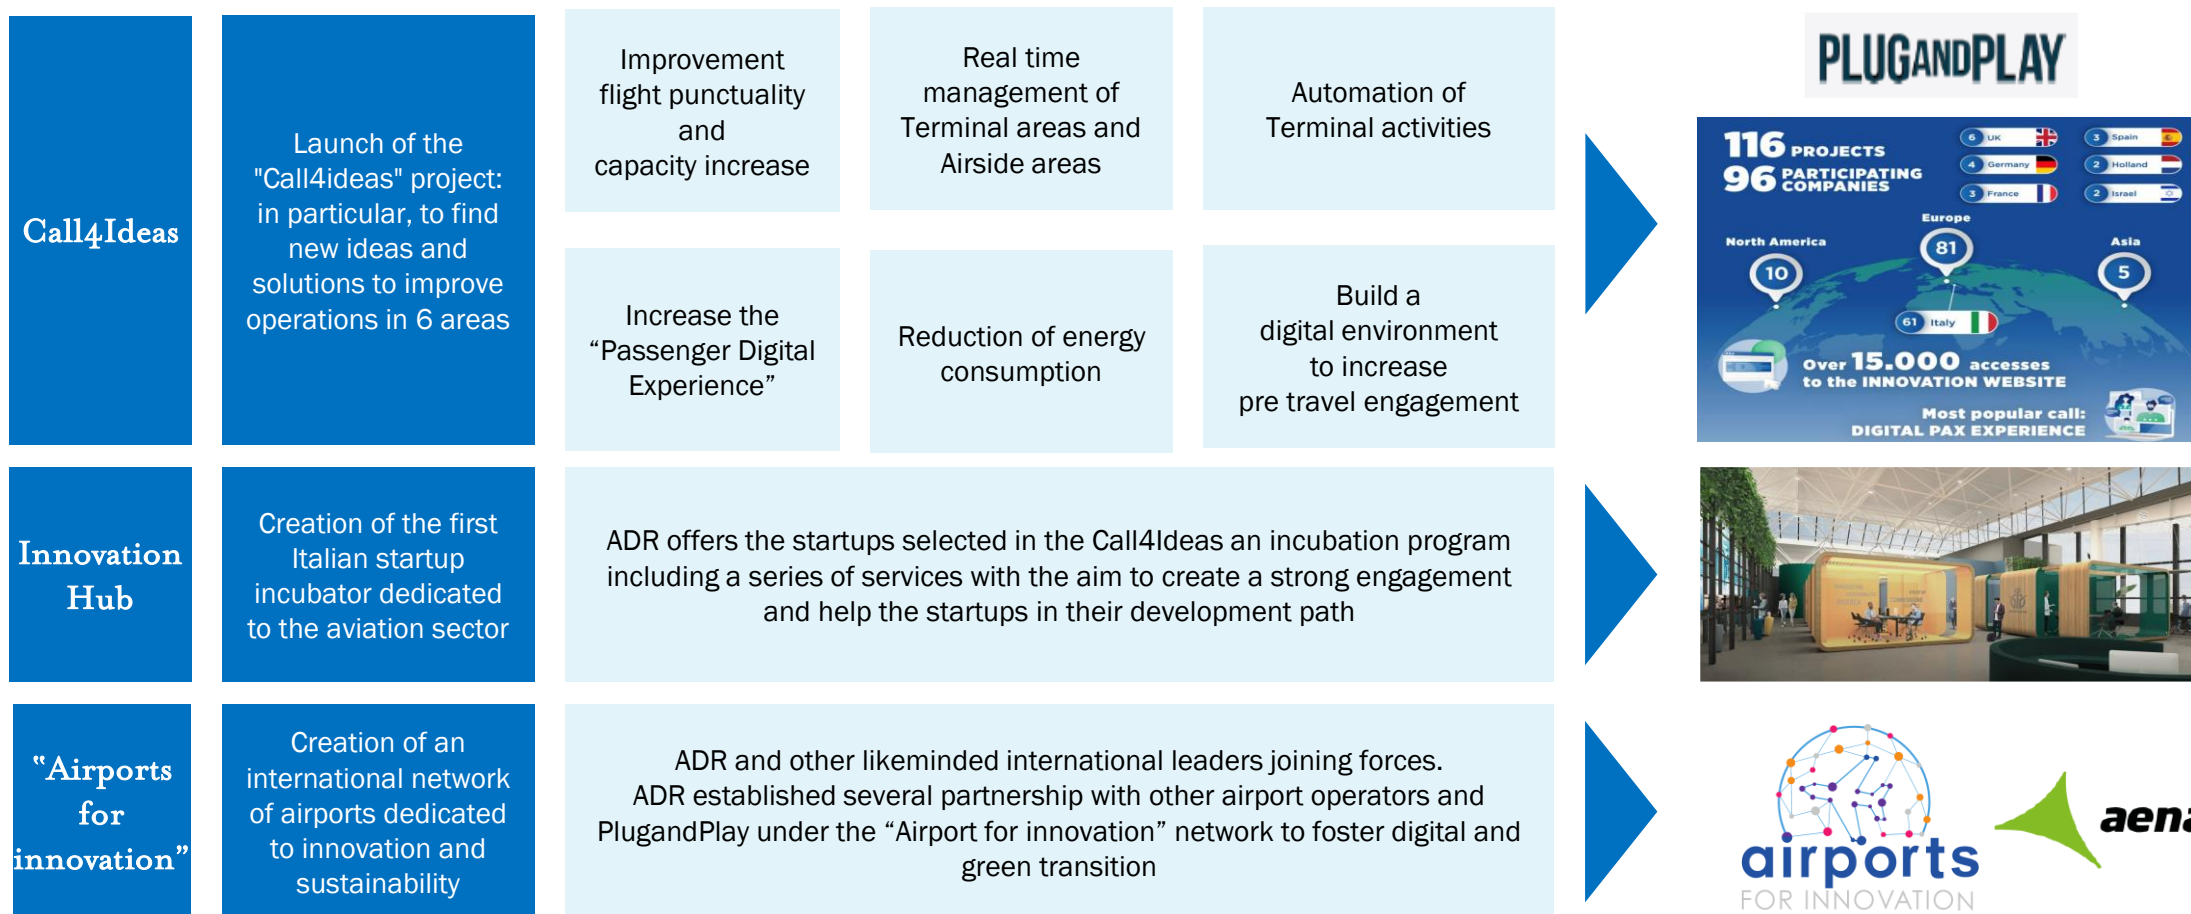 Call4Ideas
Launch of the
"Call4ideas" project:
in particular, to find
new ideas and
solutions to improve
operations in 6 areas
Improvement
flight punctuality
and
capacity increase
Real time
management of
Terminal areas and
Airside areas
Automation of
Terminal activities
Increase the
“Passenger Digital
Experience”
Reduction of energy
consumption
Build a
digital environment
to increase
pre travel engagement
PLUGANDPLAY
116 PROJECTS
96 PARTICIPATING
COMPANIES
6 UK
3 Spain
4 Germany
2 Holland
3 France
2 Israel
Europe
81
North America
10
Asia
5
61 Italy
Over 15.000 accesses
to the INNOVATION WEBSITE
Most popular call:
DIGITAL PAX EXPERIENCE
Innovation
Hub
Creation of the first
Italian startup
incubator dedicated
to the aviation sector
ADR offers the startups selected in the Call4Ideas an incubation program
including a series of services with the aim to create a strong engagement
and help the startups in their development path
“Airports
for
innovation”
Creation of an
international network
of airports dedicated
to innovation and
sustainability
ADR and other likeminded international leaders joining forces.
ADR established several partnership with other airport operators and
PlugandPlay under the “Airport for innovation” network to foster digital and
green transition
airports
FOR INNOVATION
aena